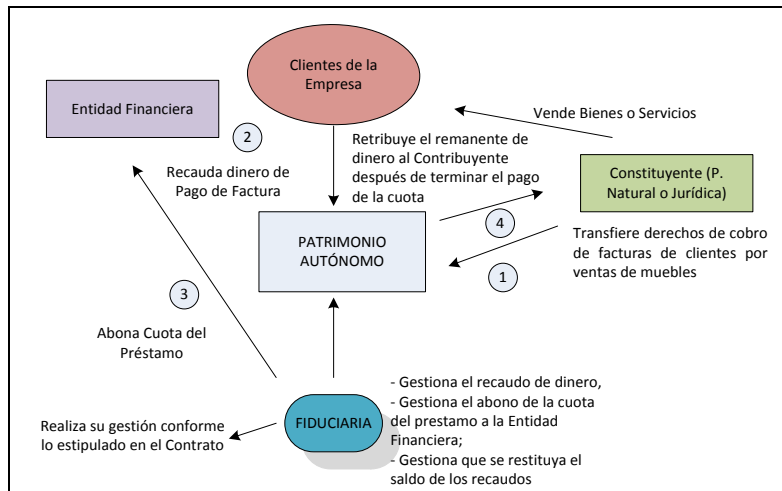 Clientes de la
Empresa
Entidad Financiera
Vende Bienes o Servicios
2
Retribuye el remanente de
dinero al Contribuyente
después de terminar el pago
de la cuota
Recauda dinero de
Pago de Factura
Constituyente (P.
Natural o Jurídica)
4
PATRIMONIO
AUTÓNOMO
Transfiere derechos de cobro
de facturas de clientes por
ventas de muebles
1
3
Abona Cuota del
Préstamo
- Gestiona el recaudo de dinero,
- Gestiona el abono de la cuota
del prestamo a la Entidad
Financiera;
- Gestiona que se restituya el
saldo de los recaudos
FIDUCIARIA
Realiza su gestión conforme
lo estipulado en el Contrato